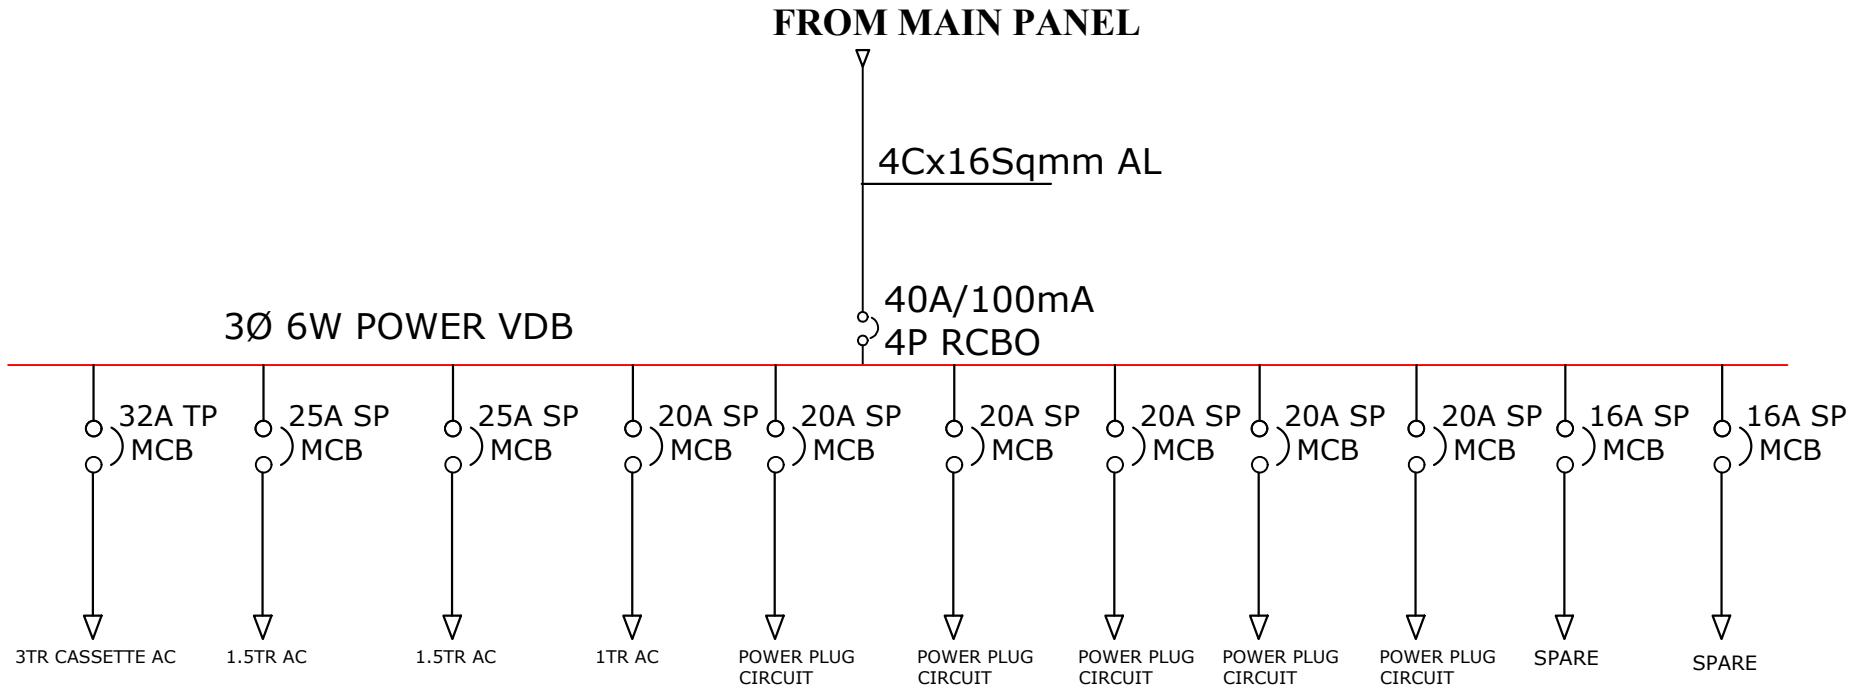 FROM MAIN PANEL
4Cx16Sqmm AL
40A/100mA
4P RCBO
3Ø 6W POWER VDB
32A TP
MCB
25A SP
MCB
25A SP
MCB
20A SP
MCB
20A SP
MCB
20A SP
MCB
20A SP
MCB
20A SP
MCB
20A SP
MCB
16A SP
MCB
16A SP
MCB
3TR CASSETTE AC
1.5TR AC
1.5TR AC
1TR AC
POWER PLUG
CIRCUIT
POWER PLUG
CIRCUIT
POWER PLUG
CIRCUIT
POWER PLUG
CIRCUIT
POWER PLUG
CIRCUIT
SPARE
SPARE